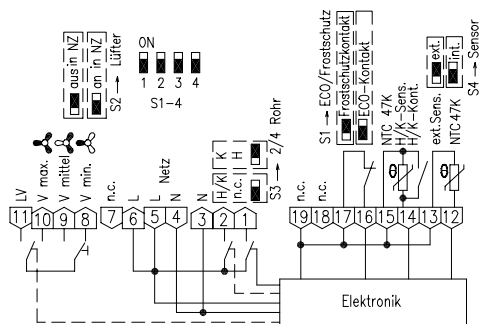 aus in NZ
an in NZ
S2 → Lüfter
ON
1 2 3 4
S1-4
S1 → ECO/Frostschutz
Frostschutzkontakt
ECO-Kontakt
NTC 47K
H/K-Sens.
H/K-Kont.
ext.
int.
S4 → Sensor
ext.Sens.
NTC 47K
LV
V max.
V mittel
V min.
n.c.
L
L
Netz
N
N
H/K K
n.c. H
S3 → 2/4 Rohr
n.c.
n.c.
ϑ
ϑ
11 10 9 8 7 6 5 4 3 2 1
19 18 17 16 15 14 13 12
Elektronik